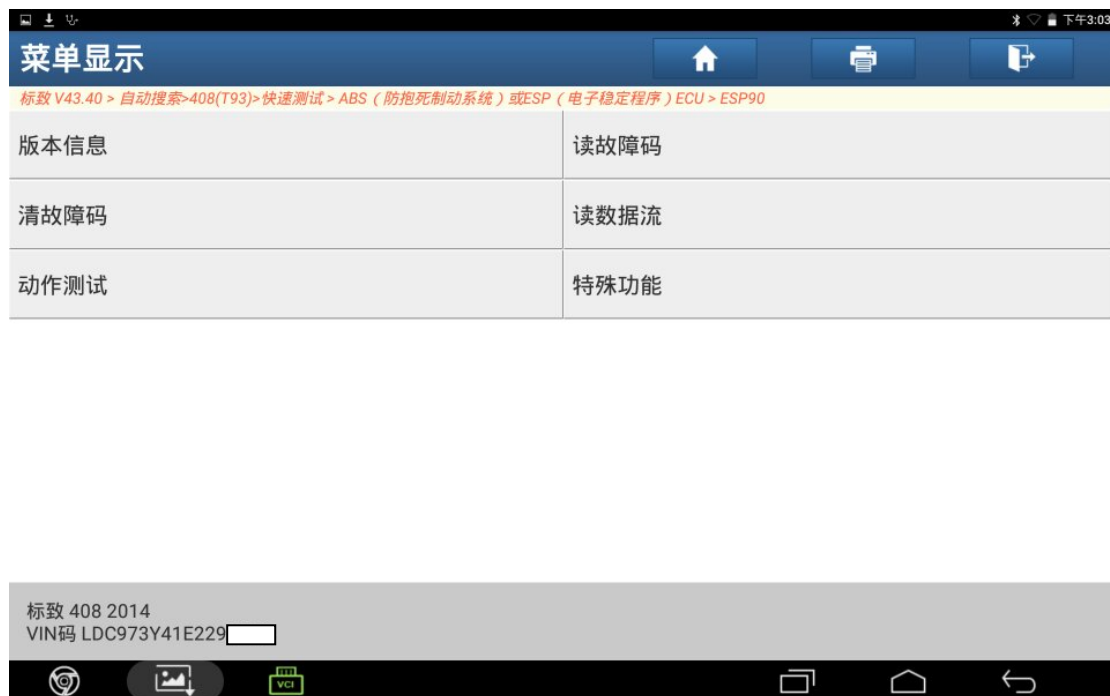 下午3:03
菜单显示
标致 V43.40 > 自动搜索>408(T93)>快速测试 > ABS（防抱死制动系统）或ESP（电子稳定程序）ECU > ESP90
版本信息
读故障码
清故障码
读数据流
动作测试
特殊功能
标致 408 2014
VIN码 LDC973Y41E229
VCI